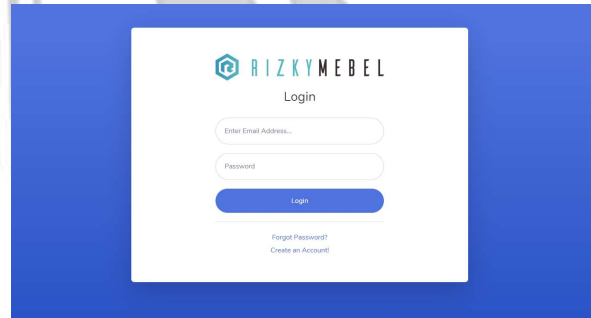 RIZKYMEBEL
Login
Enter Email Address...
Password
Login
Forgot Password?
Create an Account!